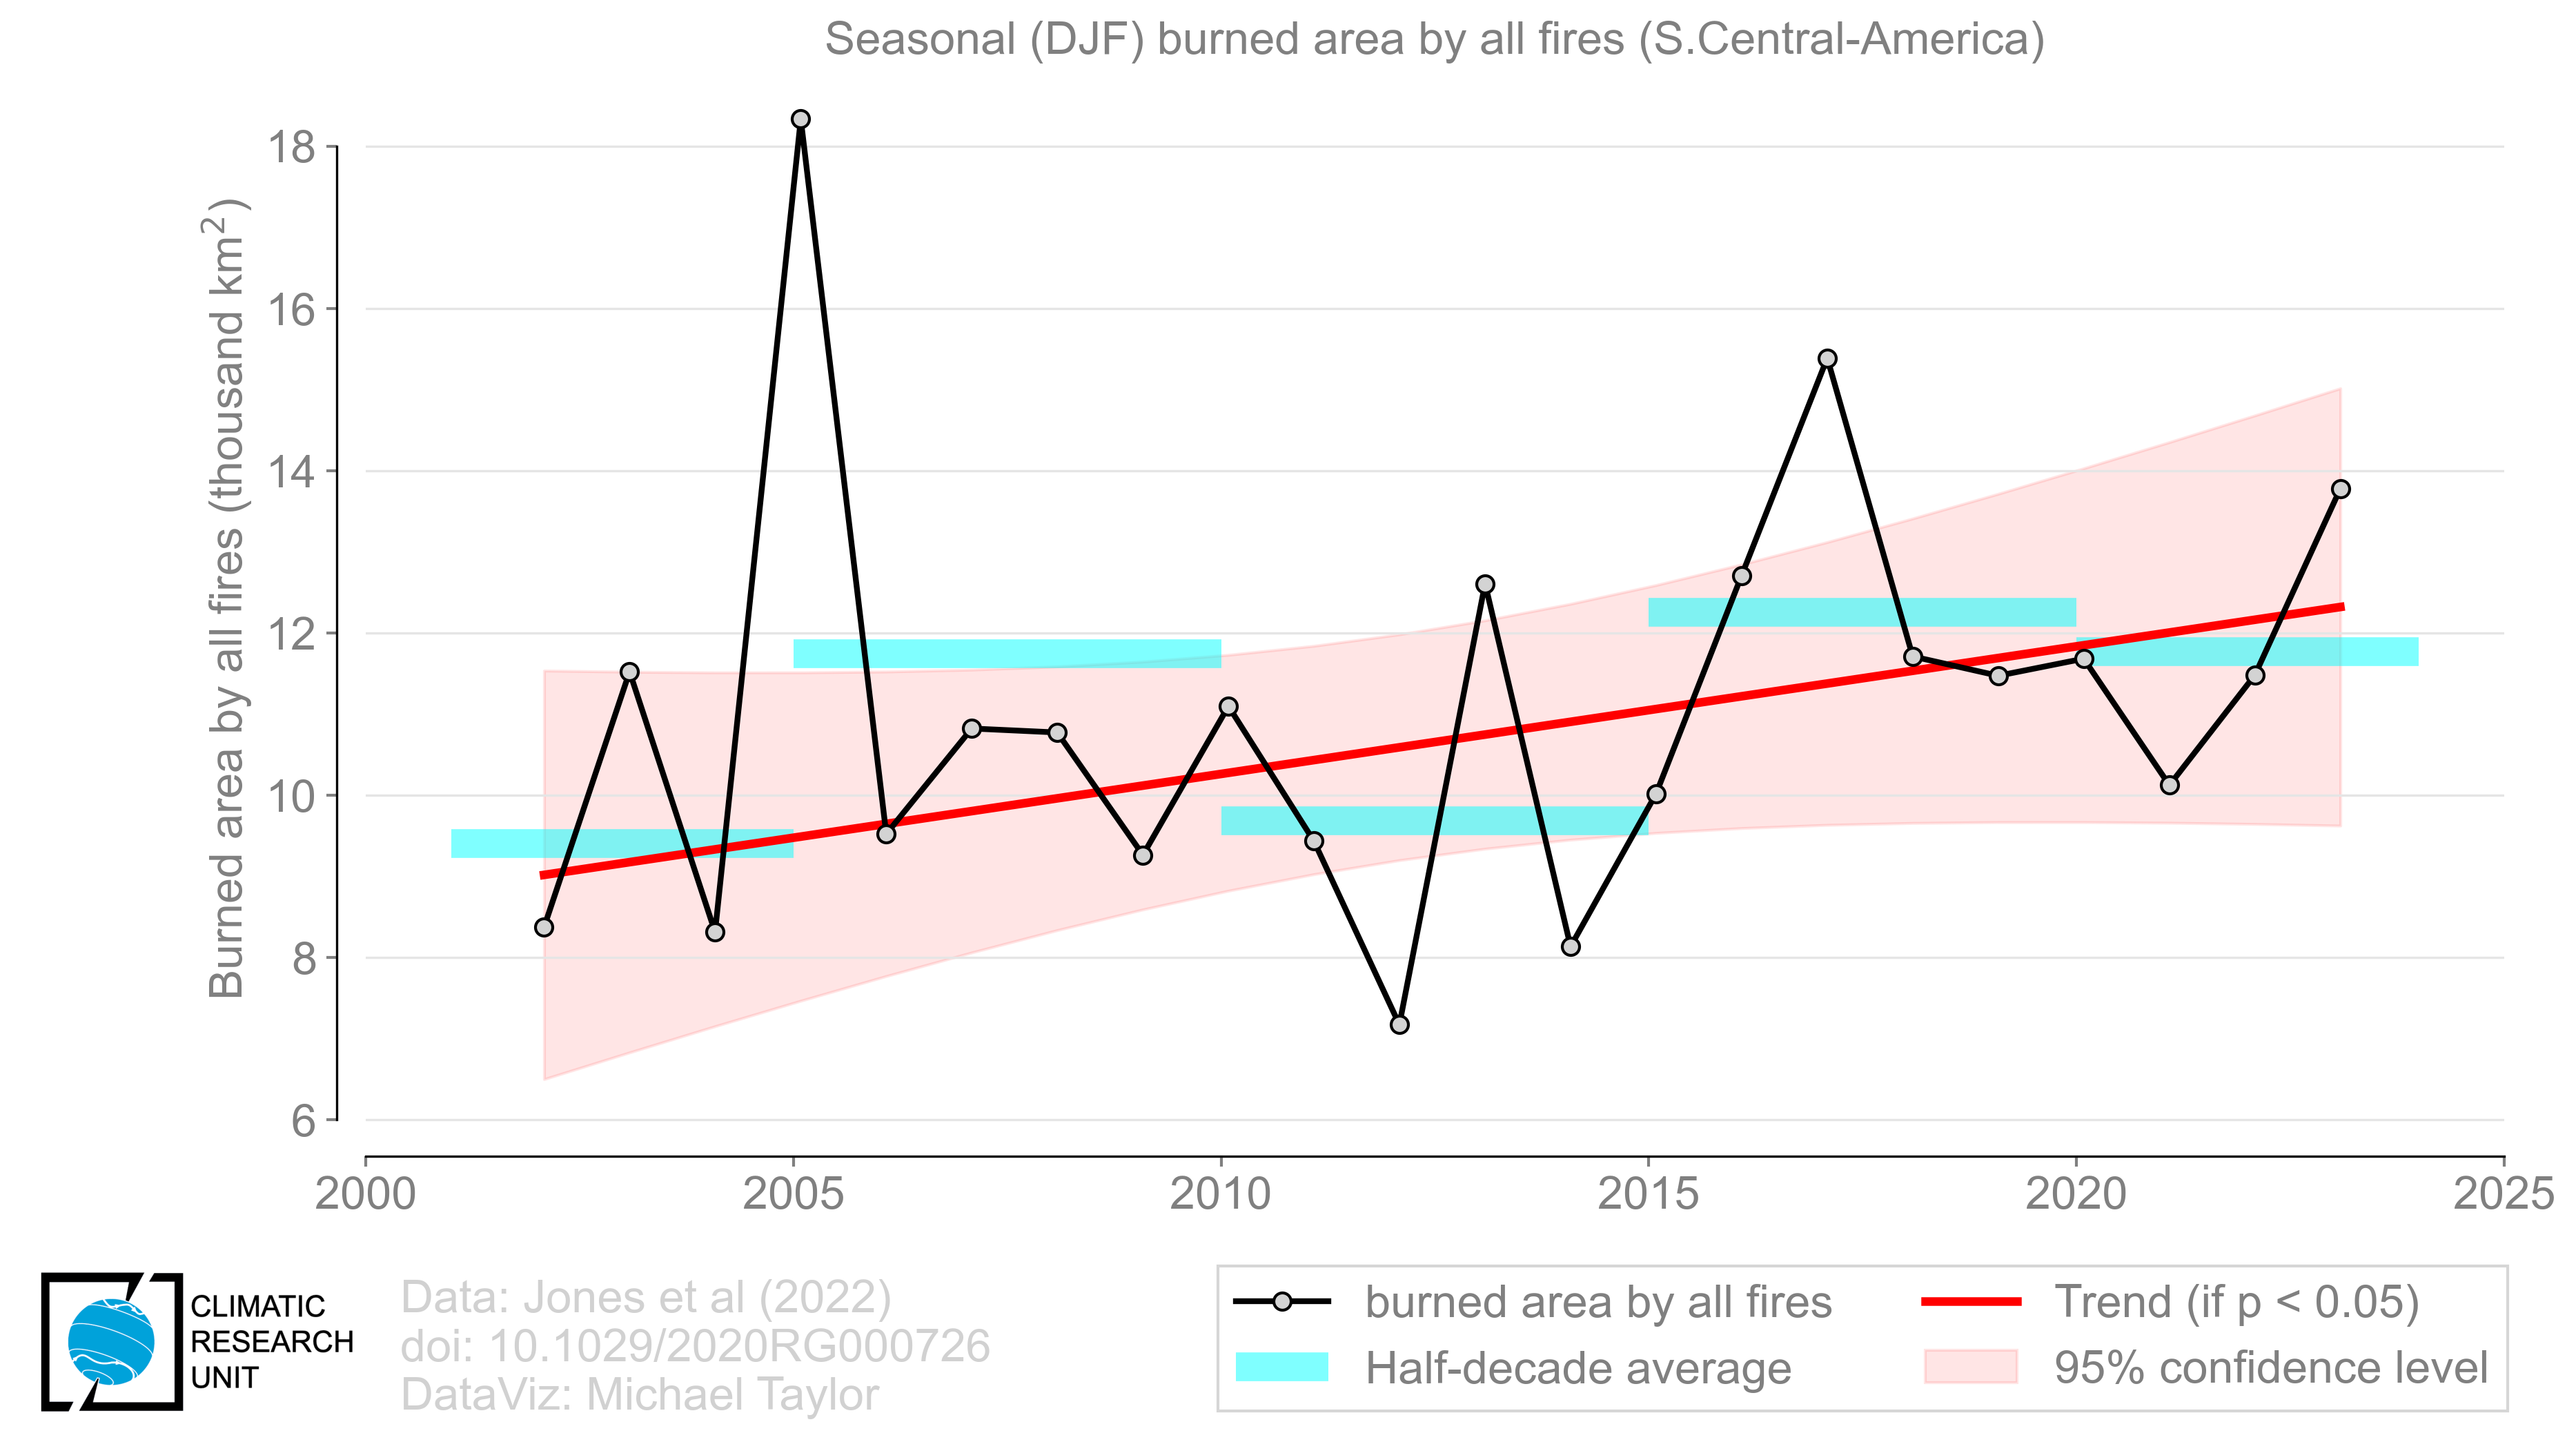 Seasonal (DJF) burned area by all fires (S.Central-America)
Burned area by all fires (thousand km²)
18
16
14
12
10
8
6
2000 2005 2010 2015 2020 2025
CLIMATIC
RESEARCH
UNIT
Data: Jones et al (2022)
doi: 10.1029/2020RG000726
DataViz: Michael Taylor
burned area by all fires
Half-decade average
Trend (if p < 0.05)
95% confidence level